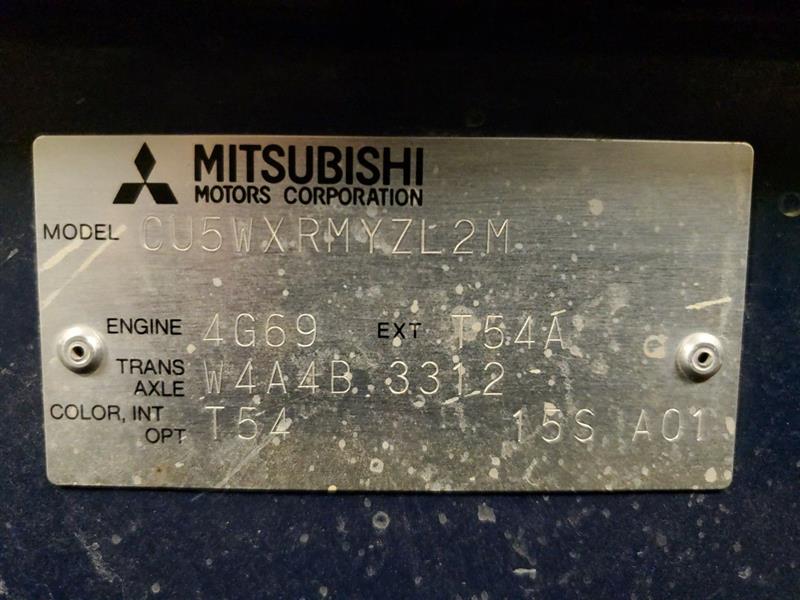 MITSUBISHI
MOTORS CORPORATION
MODEL CU5WXRMYZL2M
ENGINE 4G69 EXT T54A
TRANS AXLE W4A4B 3312
COLOR, INT OPT T54 15S A01